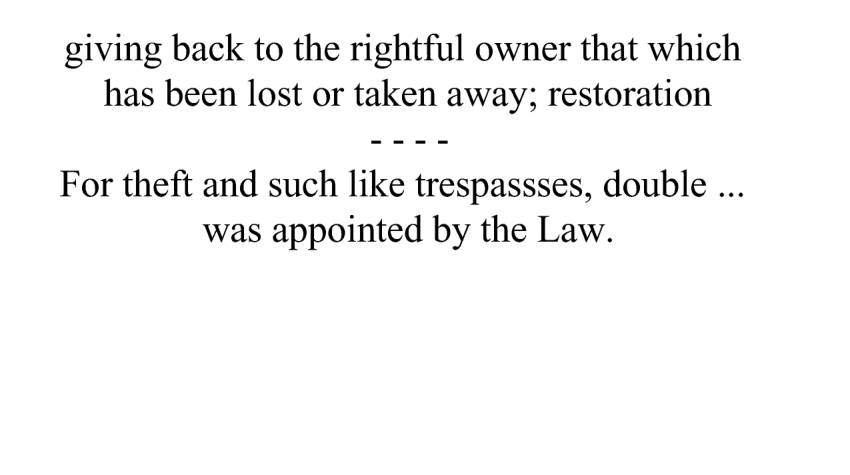 giving back to the rightful owner that which
has been lost or taken away; restoration
- - - -
For theft and such like trespassses, double ...
was appointed by the Law.